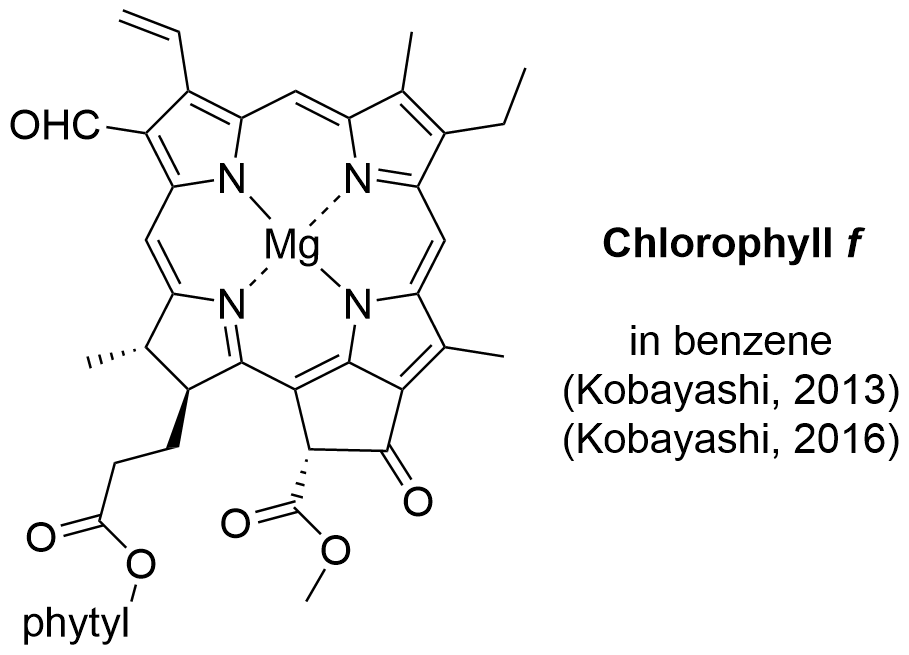 OHC
N
N
Mg
N
N
Chlorophyll f
in benzene
(Kobayashi, 2013)
(Kobayashi, 2016)
O
O
O
O
O
phytyl